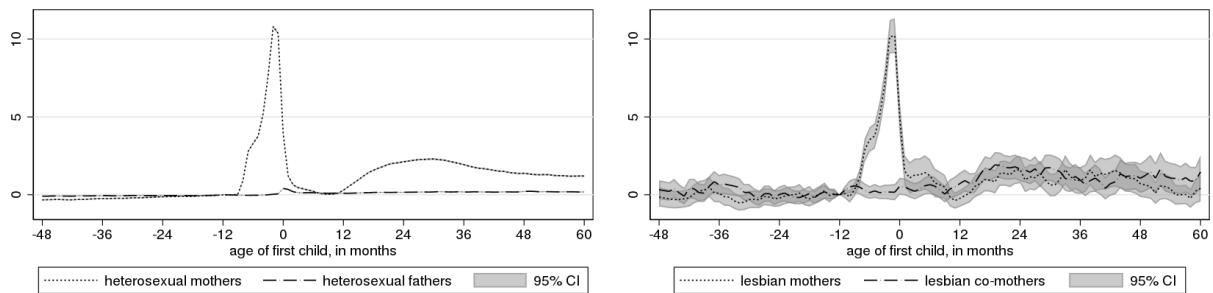 10
5
0
-48 -36 -24 -12 0 12 24 36 48 60
age of first child, in months
heterosexual mothers heterosexual fathers 95% CI
10
5
0
-48 -36 -24 -12 0 12 24 36 48 60
age of first child, in months
lesbian mothers lesbian co-mothers 95% CI